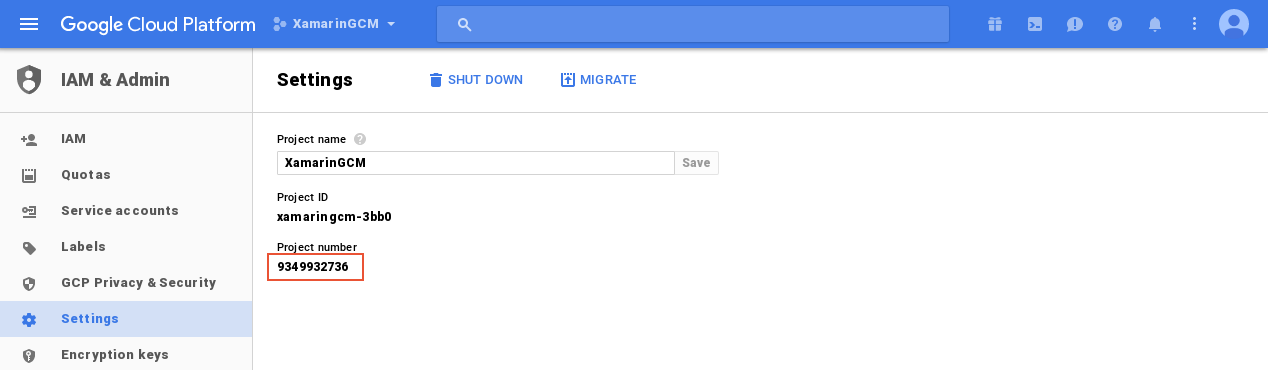 Google Cloud Platform XamarinGCM
IAM & Admin
Settings SHUT DOWN MIGRATE
IAM
Quotas
Service accounts
Labels
GCP Privacy & Security
Settings
Encryption keys
Project name
XamarinGCM Save
Project ID
xamaringcm-3bb0
Project number
9349932736